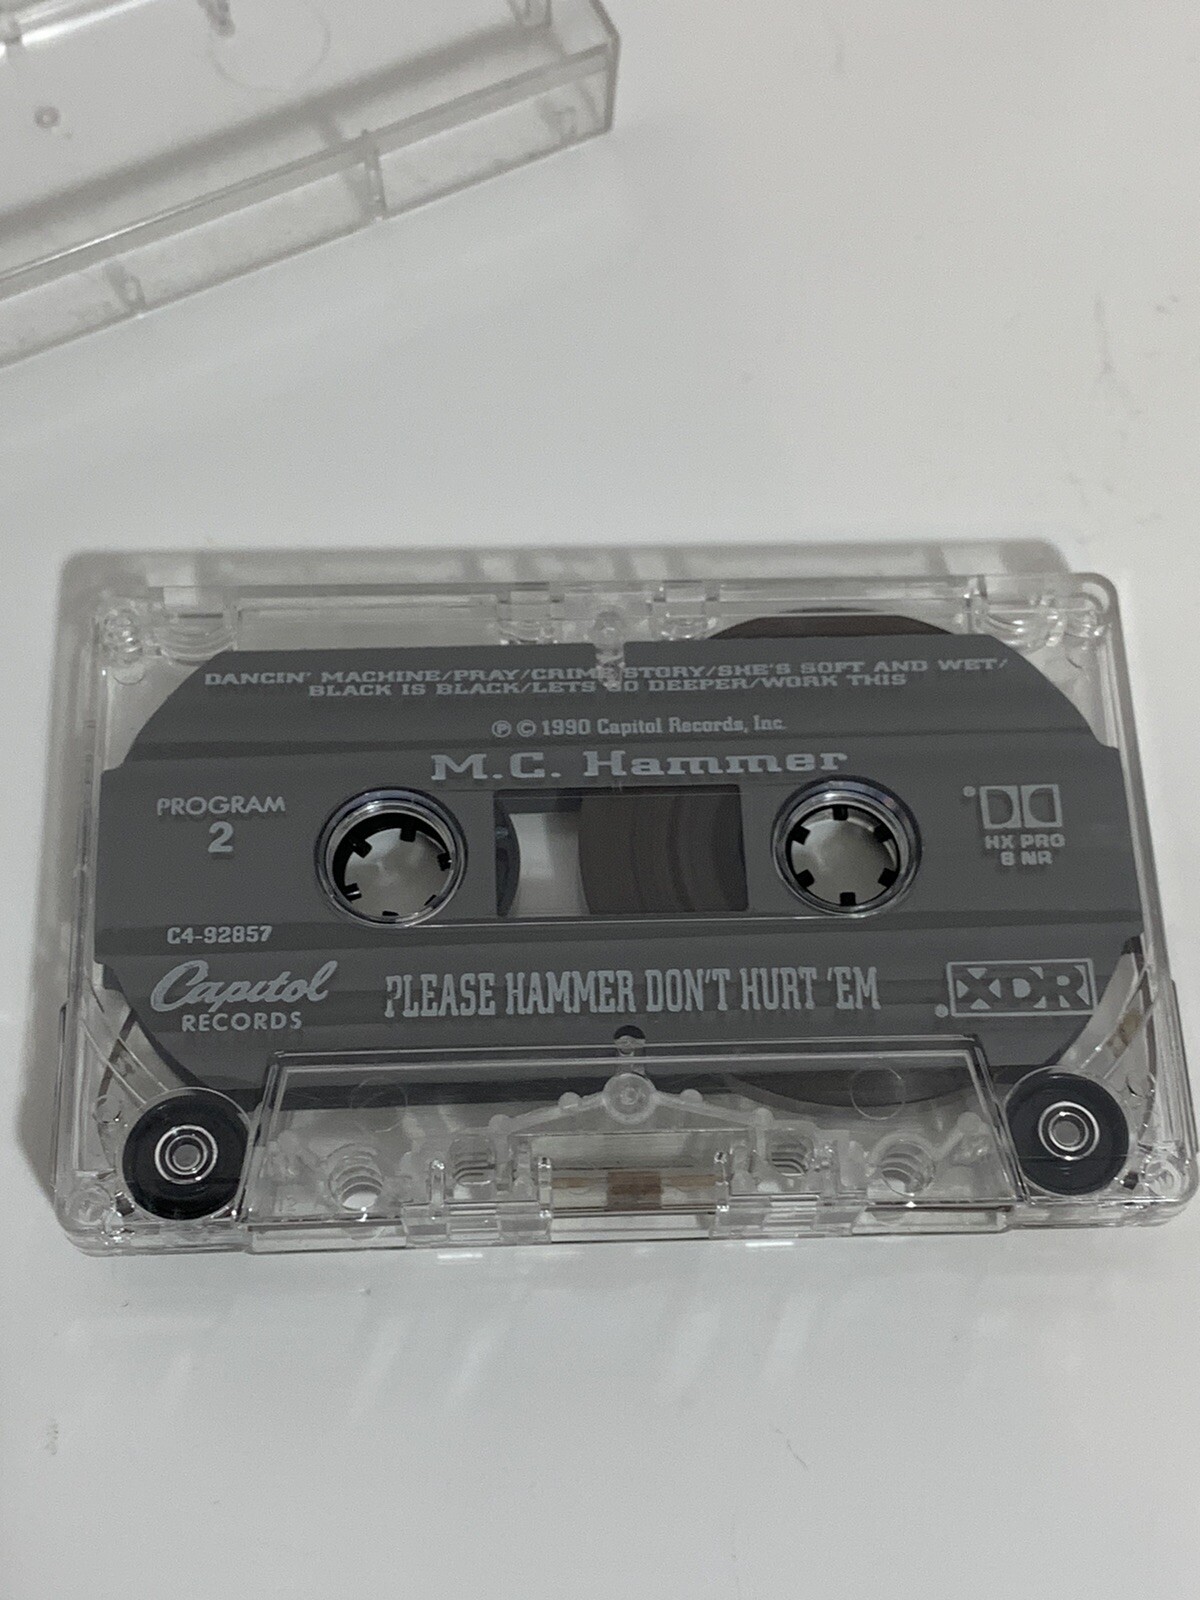 DANCIN' MACHINE/PRAY/CRIME STORY/SHE'S SOFT AND WET/
BLACK IS BLACK/LETS GO DEEPER/WORK THIS
℗ © 1990 Capitol Records, Inc.
M.C. Hammer
PROGRAM
2
® DD
HX PRO
B NR
C4-92857
Capitol
RECORDS
PLEASE HAMMER DON'T HURT 'EM
® XDR